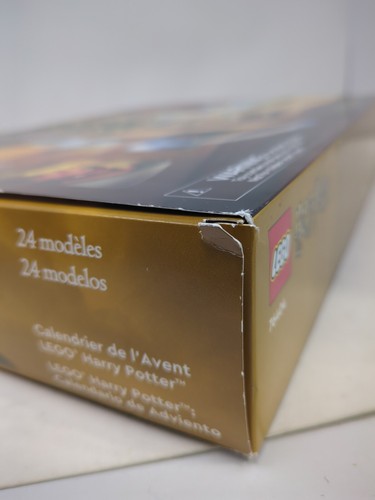 24 modèles
24 modelos
Calendrier de l'Avent
LEGO® Harry Potter™
LEGO® Harry Potter™:
Calendario de Adviento
LEGO